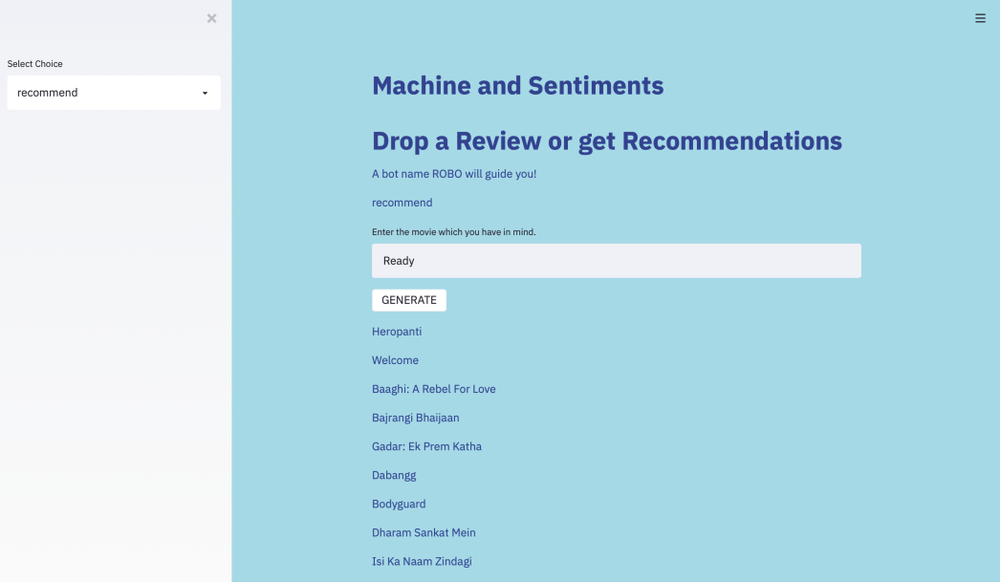 Select Choice
recommend
Machine and Sentiments
Drop a Review or get Recommendations
A bot name ROBO will guide you!
recommend
Enter the movie which you have in mind.
Ready
GENERATE
Heropanti
Welcome
Baaghi: A Rebel For Love
Bajrangi Bhaijaan
Gadar: Ek Prem Katha
Dabangg
Bodyguard
Dharam Sankat Mein
Isi Ka Naam Zindagi